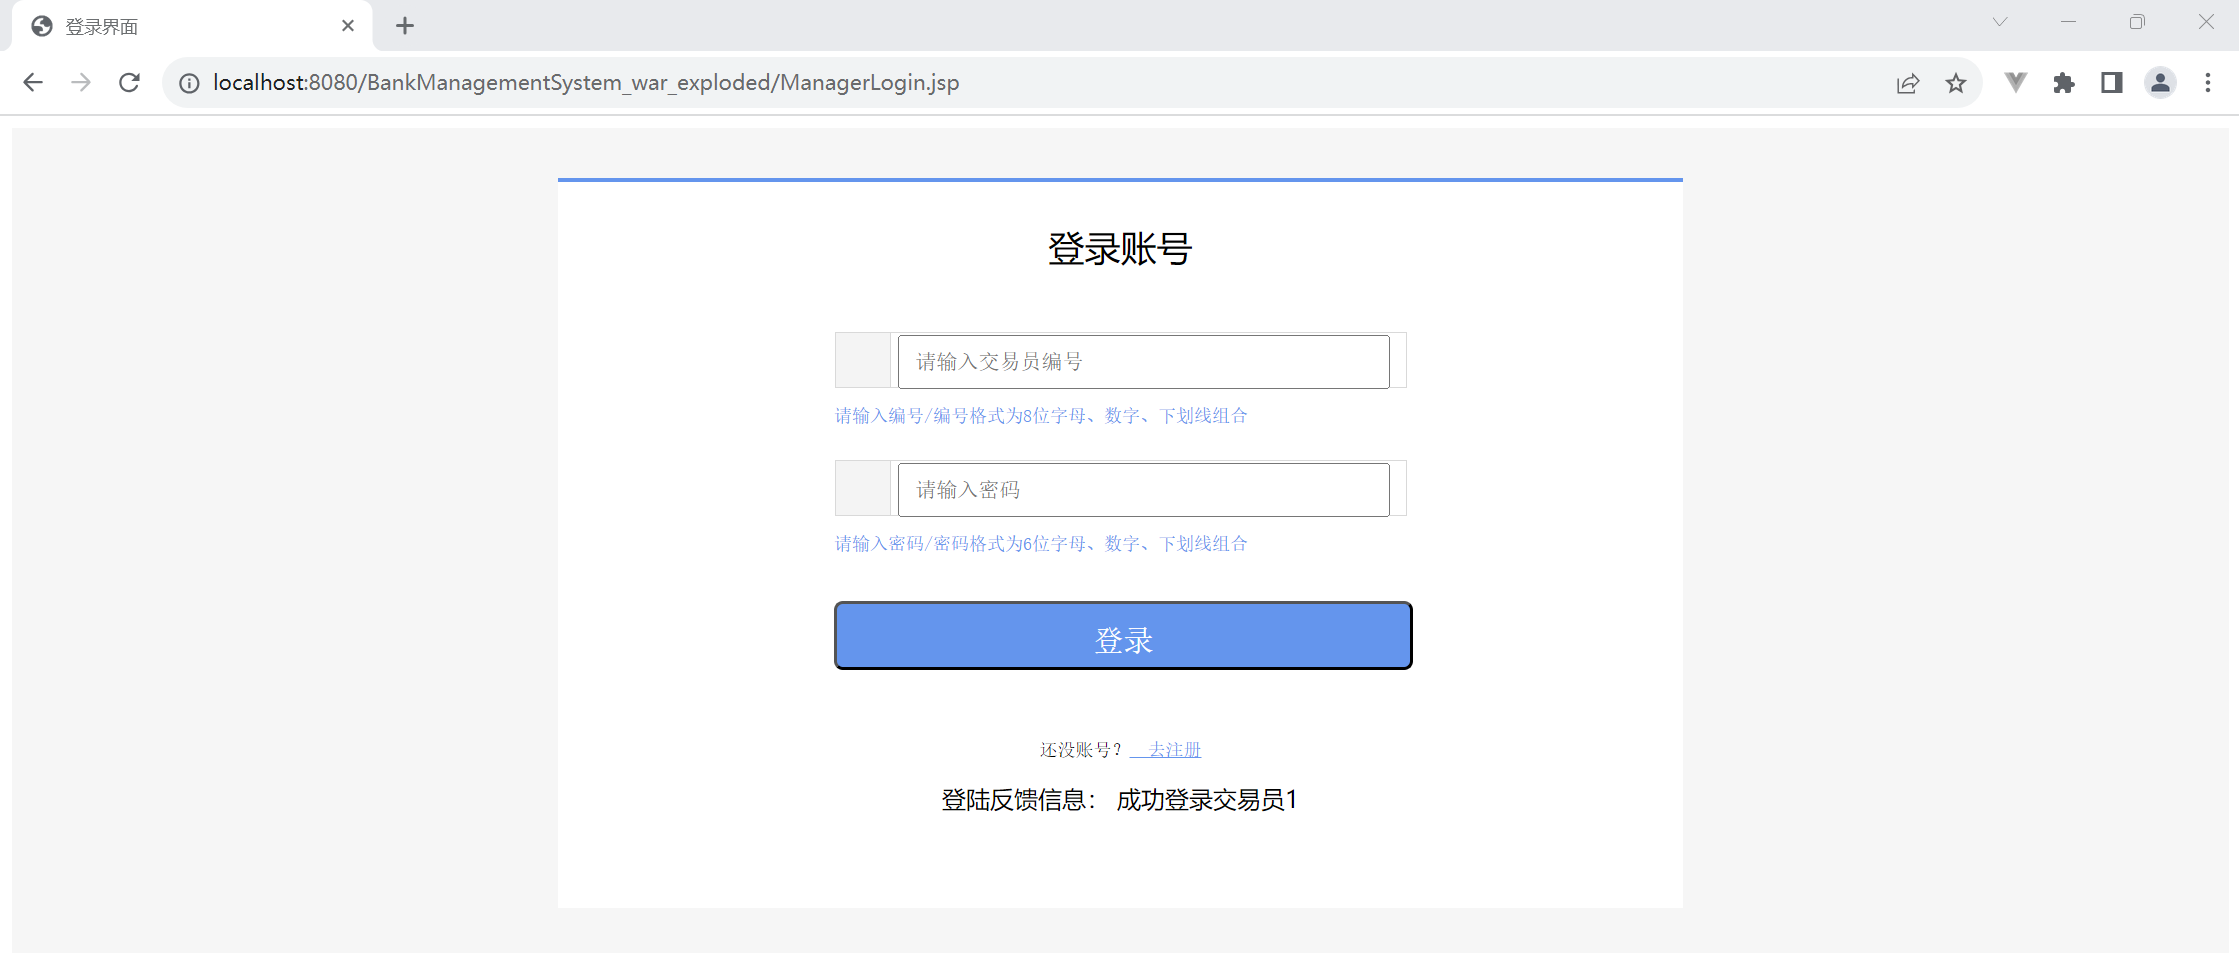 登录界面
localhost:8080/BankManagementSystem_war_exploded/ManagerLogin.jsp
登录账号
请输入交易员编号
请输入编号/编号格式为8位字母、数字、下划线组合
请输入密码
请输入密码/密码格式为6位字母、数字、下划线组合
登录
还没账号？ 去注册
登陆反馈信息： 成功登录交易员1